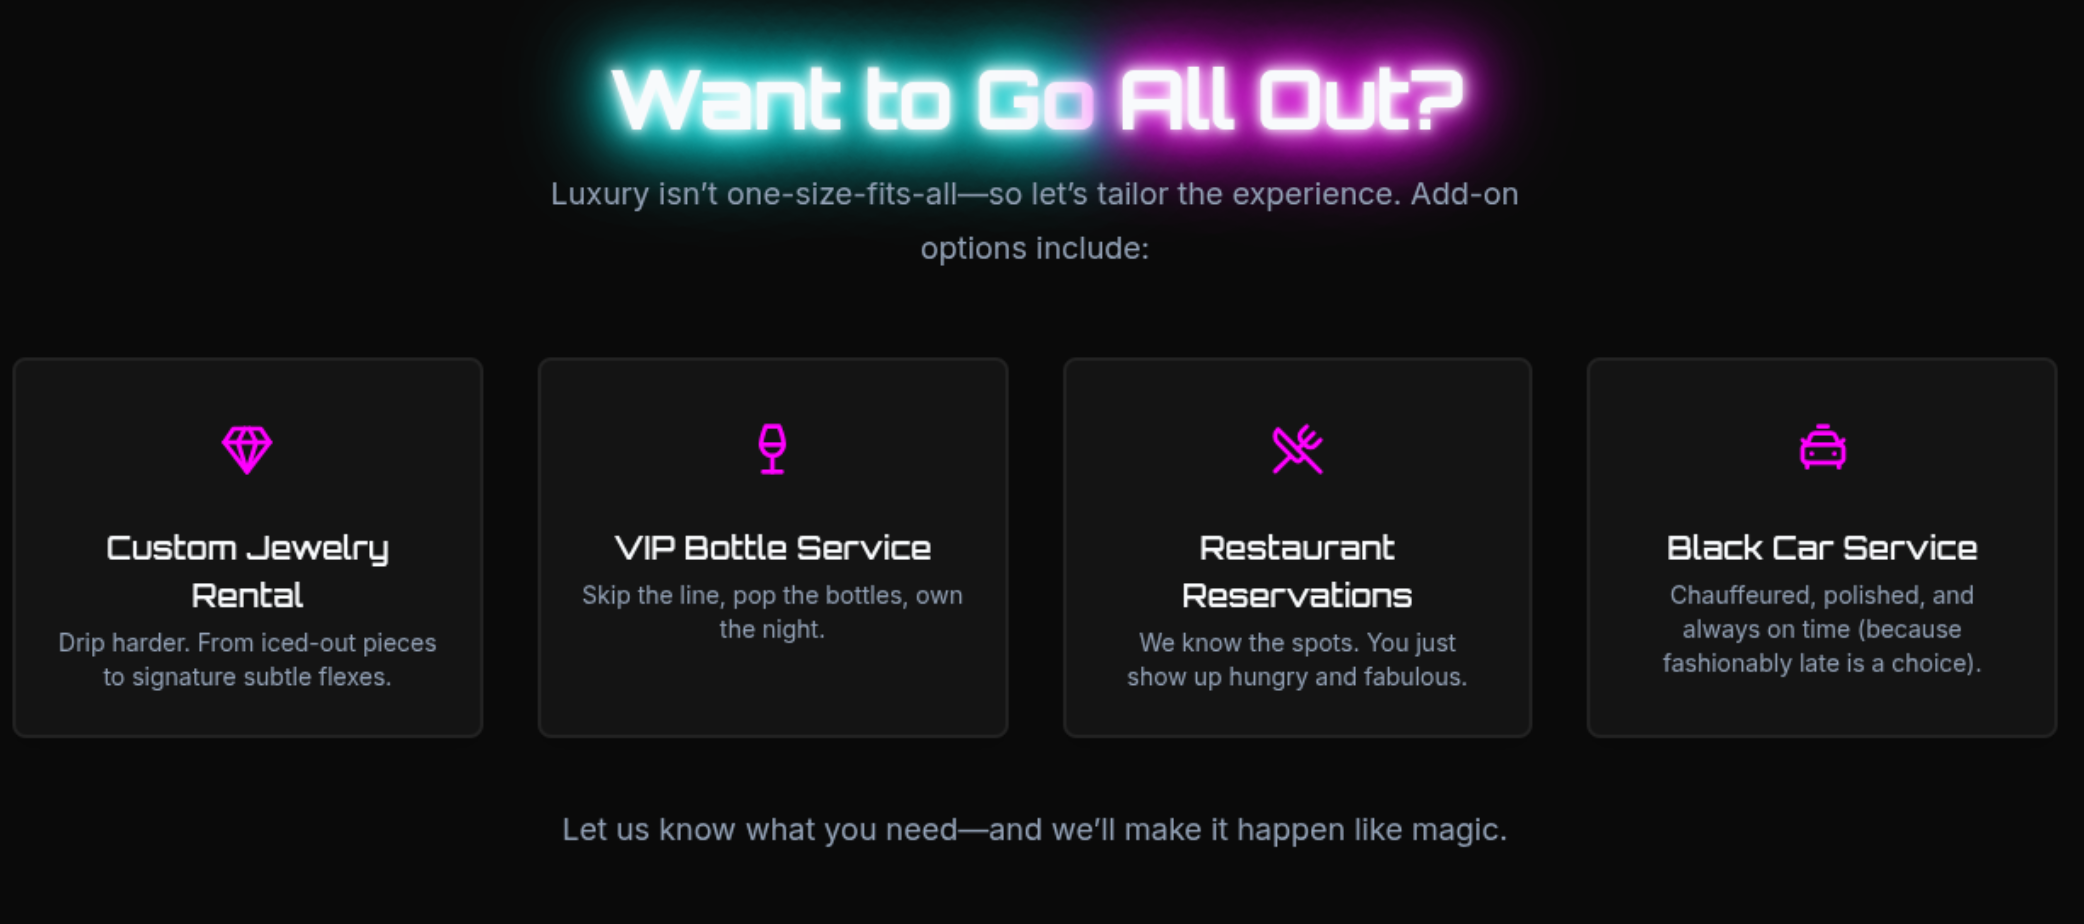 Want to Go All Out?
Luxury isn’t one-size-fits-all—so let’s tailor the experience. Add-on
options include:
Custom Jewelry
Rental
Drip harder. From iced-out pieces
to signature subtle flexes.
VIP Bottle Service
Skip the line, pop the bottles, own
the night.
Restaurant
Reservations
We know the spots. You just
show up hungry and fabulous.
Black Car Service
Chauffeured, polished, and
always on time (because
fashionably late is a choice).
Let us know what you need—and we’ll make it happen like magic.